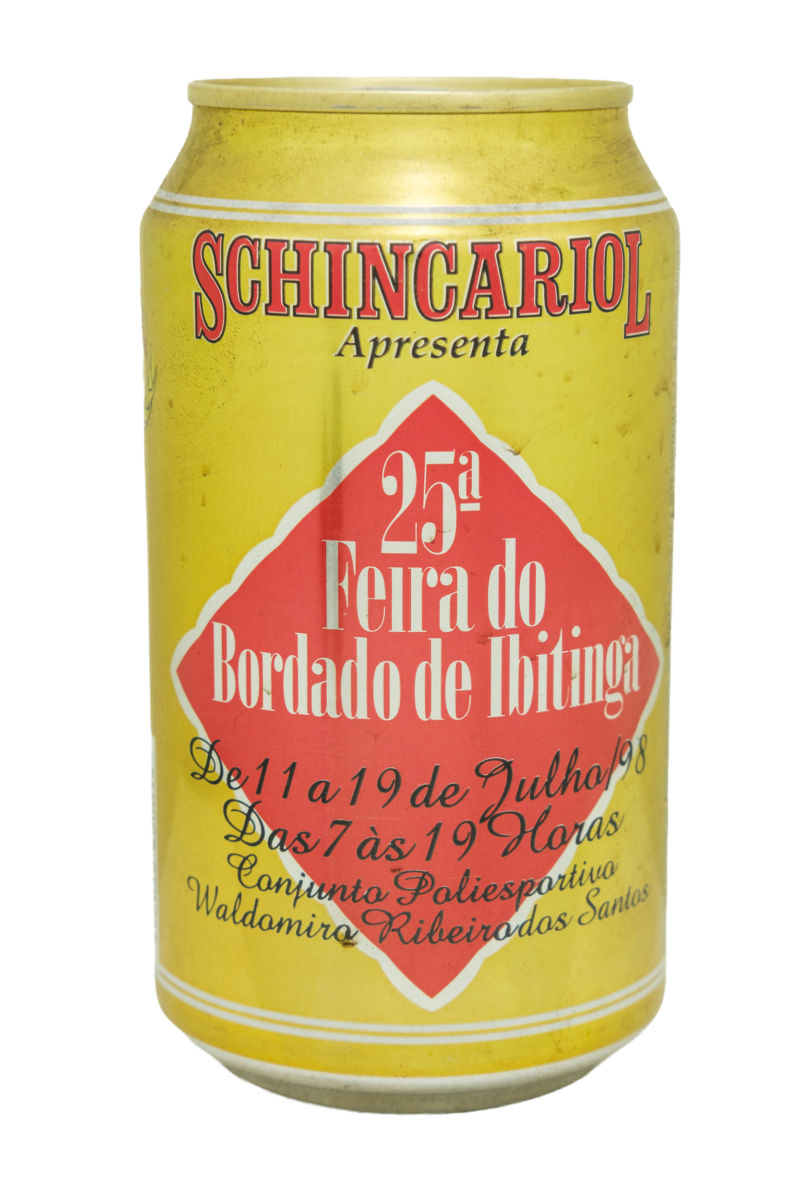 SCHINCARIOL
Apresenta
25ª
Feira do
Bordado de Ibitinga
De 11 a 19 de Julho/98
Das 7 às 19 Horas
Conjunto Poliesportivo
Waldomiro Ribeiro dos Santos